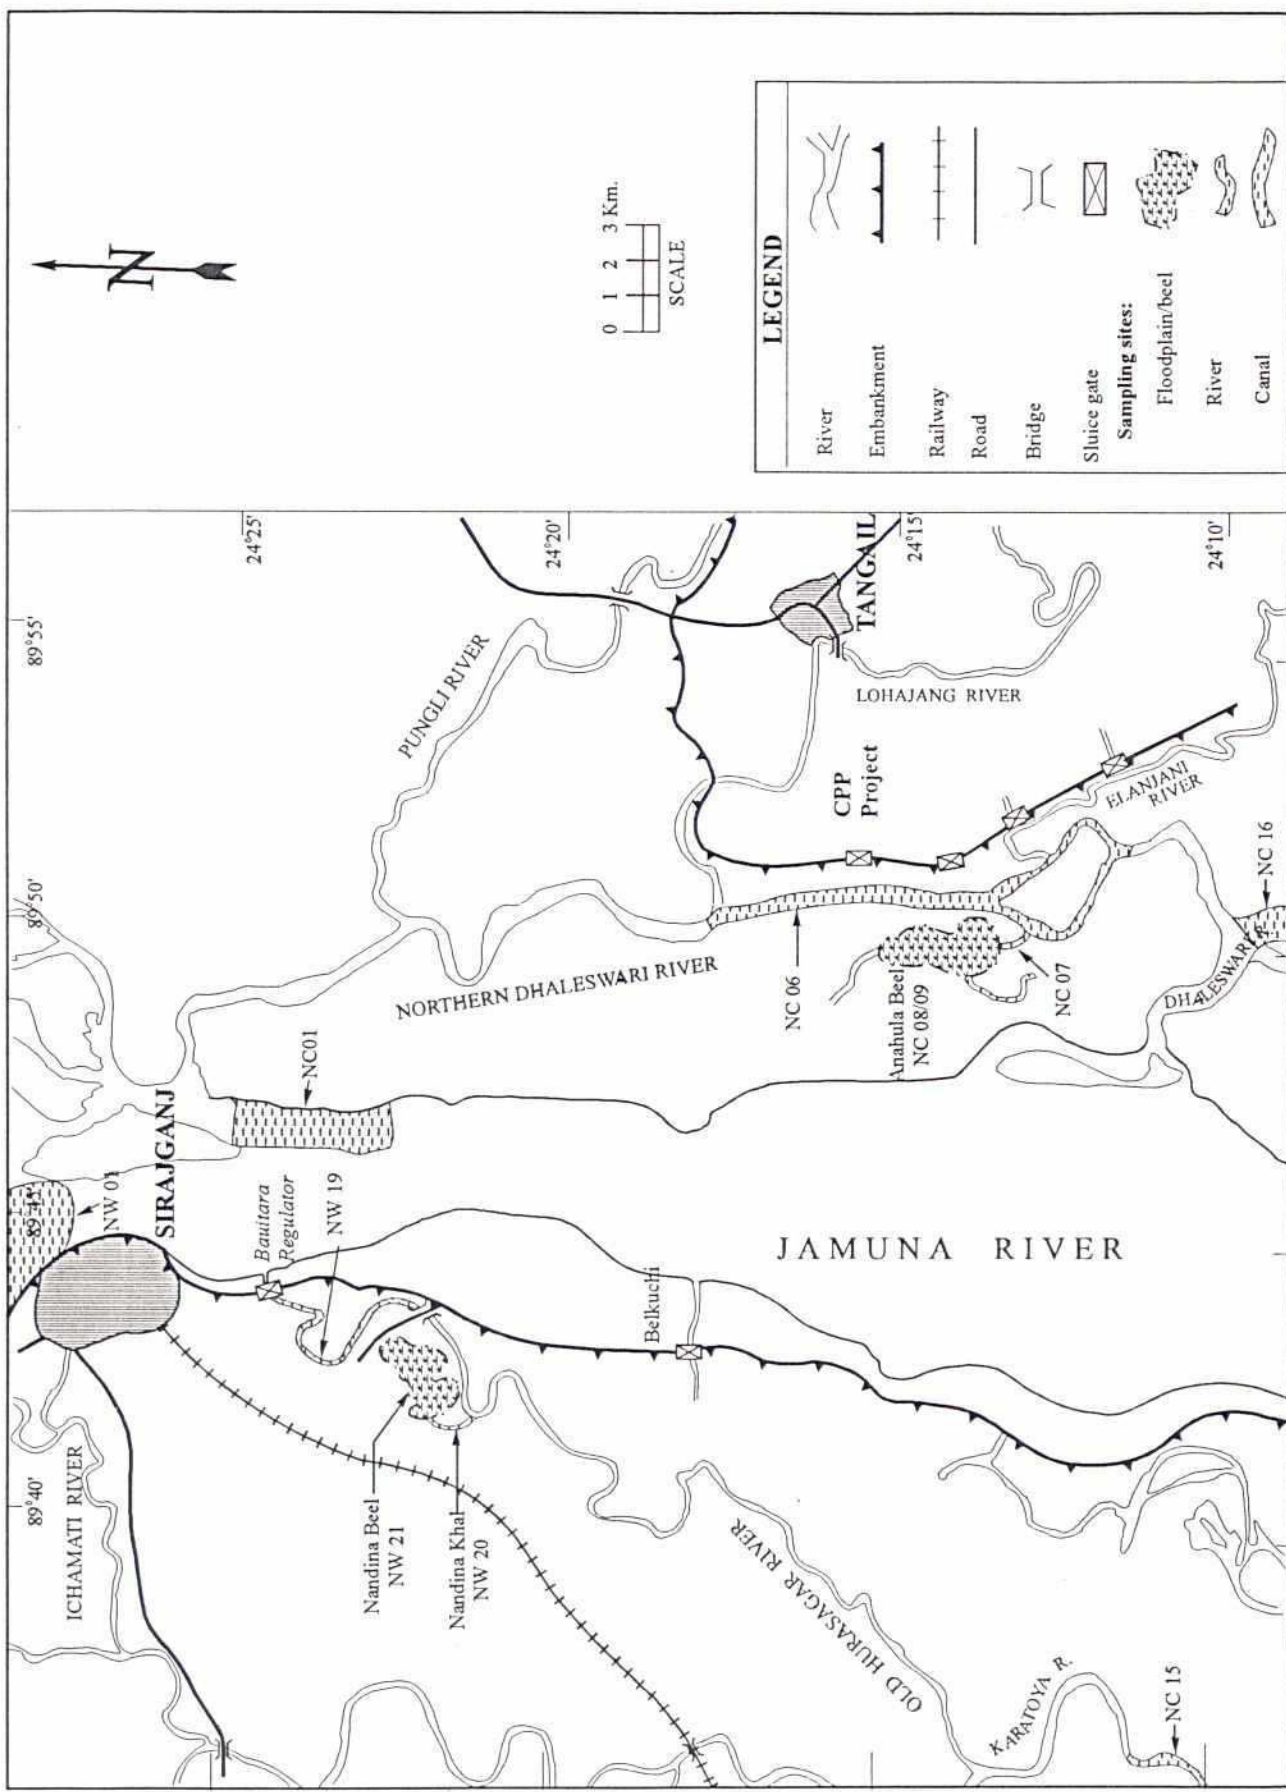 N
0 1 2 3 Km.
SCALE
LEGEND
River
Embankment
Railway
Road
Bridge
Sluice gate
Sampling sites:
Floodplain/beel
River
Canal
89°40'
89°45'
89°50'
89°55'
24°25'
24°20'
24°15'
24°10'
ICHAMATI RIVER
SIRAJGANJ
NW 01
Bauitara
Regulator
NW 19
NC01
Nandina Beel
NW 21
Nandina Khal
NW 20
PUNGLI RIVER
NORTHERN DHALESWARI RIVER
Belkuchi
JAMUNA RIVER
OLD HURASAGAR RIVER
KARATOYA R.
NC 15
NC 06
Anahula Beel
NC 08/09
NC 07
CPP
Project
TANGAIL
LOHAJANG RIVER
ELANJANI
RIVER
DHALESWARI R.
NC 16